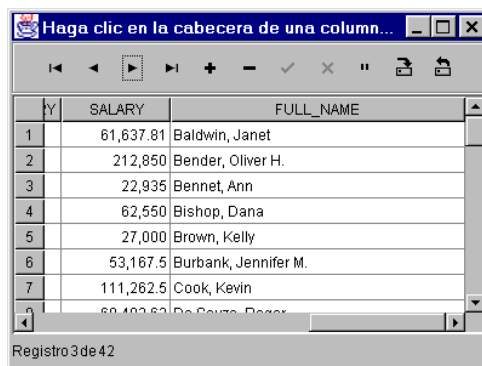 Haga clic en la cabecera de una column...
Y SALARY FULL_NAME
1 61,637.81 Baldwin, Janet
2 212,850 Bender, Oliver H.
3 22,935 Bennet, Ann
4 62,550 Bishop, Dana
5 27,000 Brown, Kelly
6 53,167.5 Burbank, Jennifer M.
7 111,262.5 Cook, Kevin
Registro 3 de 42